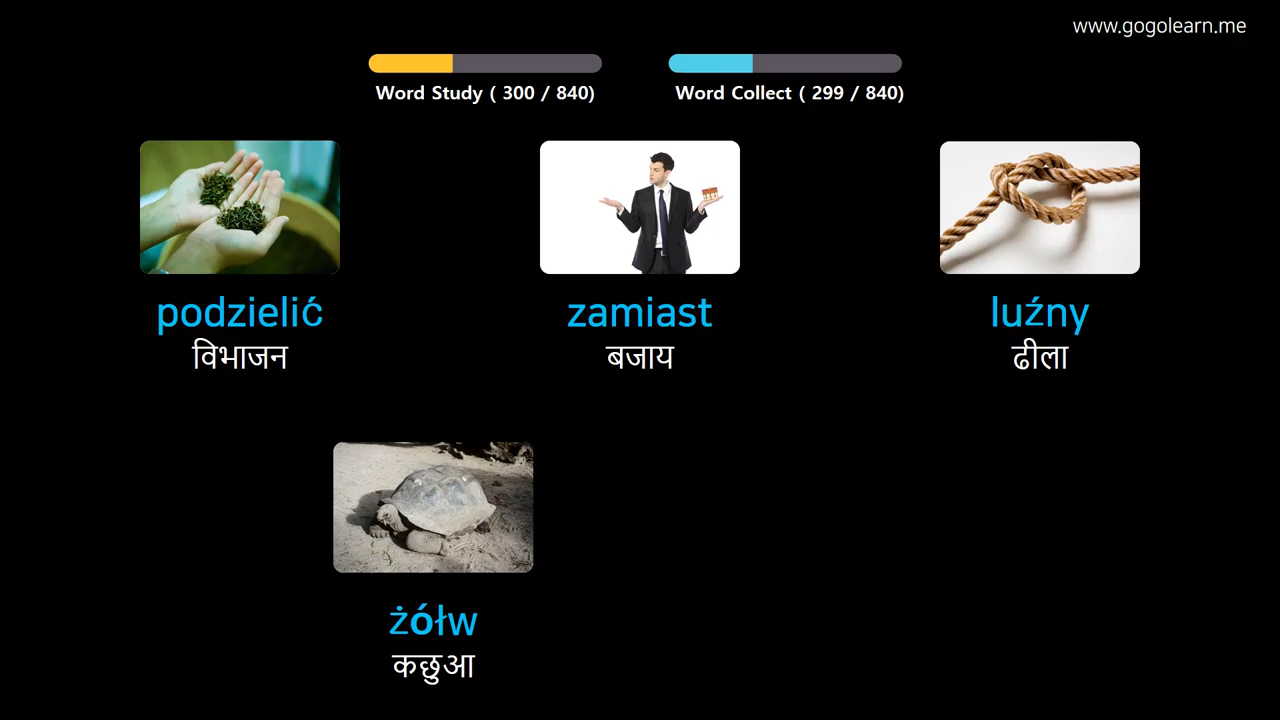 www.gogolearn.me
Word Study ( 300 / 840)
Word Collect ( 299 / 840)
podzielić
विभाजन
zamiast
बजाय
luźny
ढीला
żółw
कछुआ